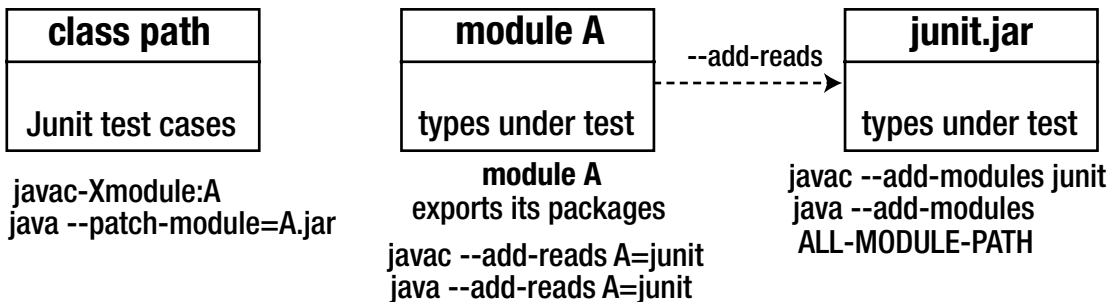 class path
Junit test cases
javac-Xmodule:A
java --patch-module=A.jar
module A
types under test
module A
exports its packages
javac --add-reads A=junit
java --add-reads A=junit
--add-reads
junit.jar
types under test
javac --add-modules junit
java --add-modules
ALL-MODULE-PATH